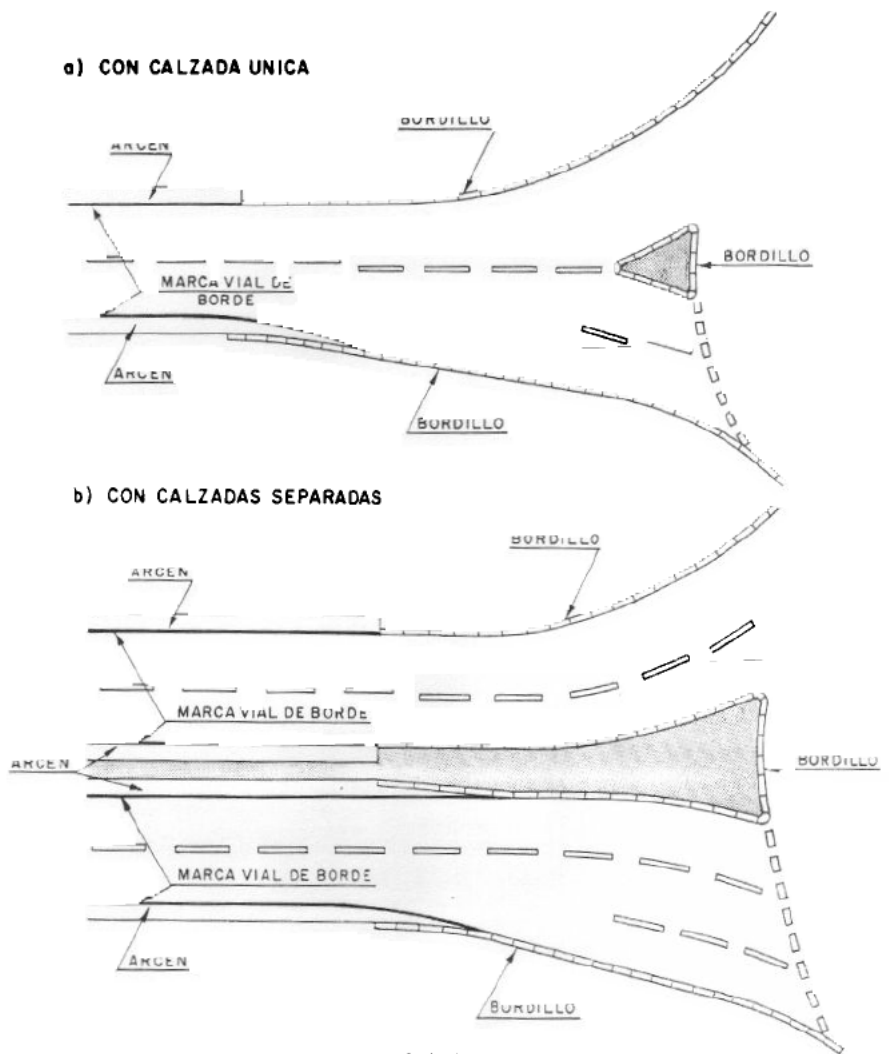 a) CON CALZADA UNICA
BORDILLO
ARCEN
BORDILLO
MARCA VIAL DE
BORDE
ARCEN
BORDILLO
b) CON CALZADAS SEPARADAS
BORDILLO
ARCEN
MARCA VIAL DE BORDE
ARCEN
BORDILLO
MARCA VIAL DE BORDE
ARCEN
BORDILLO